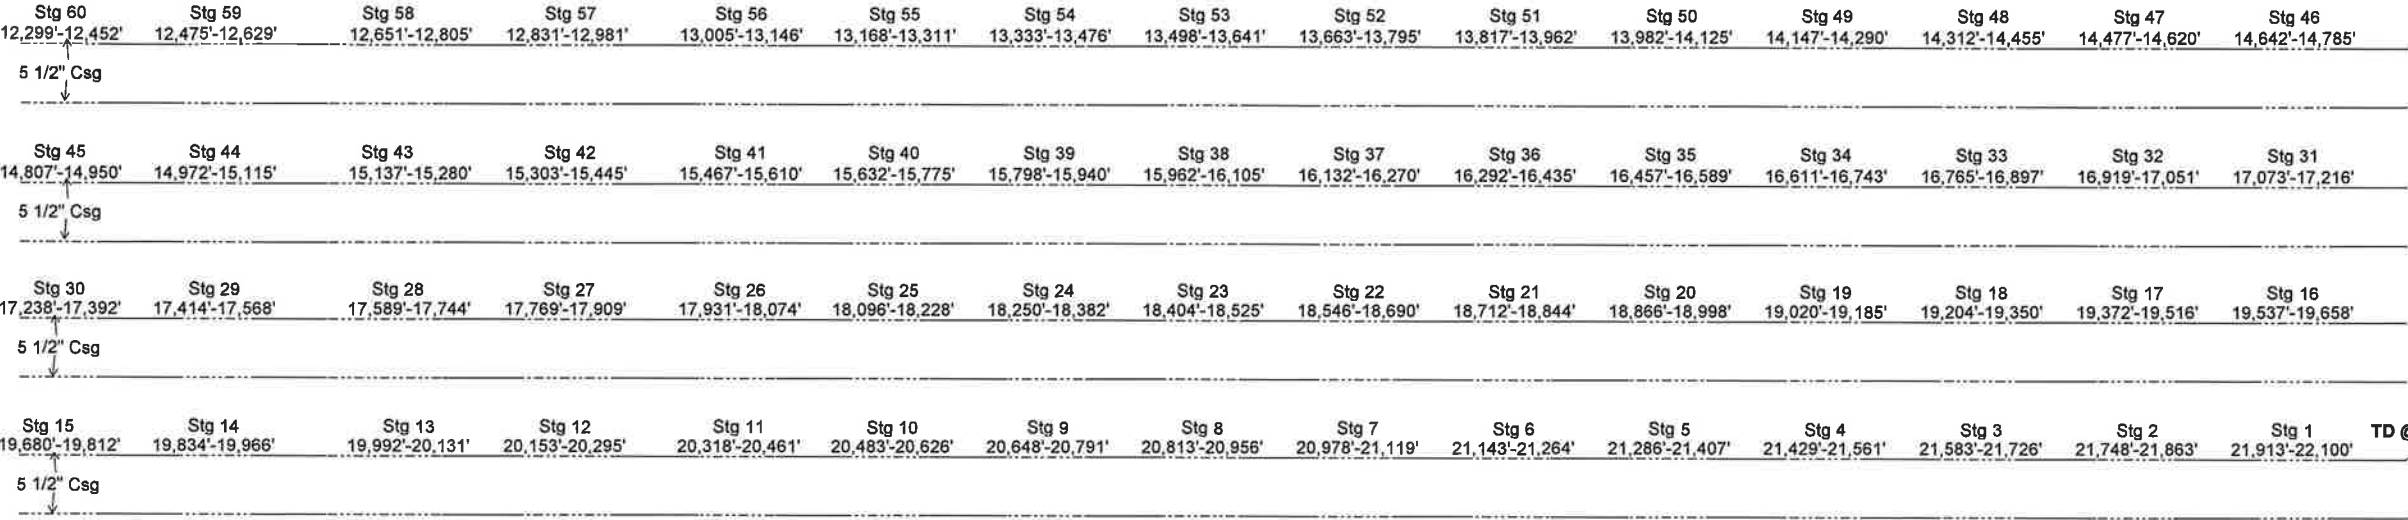 Stg 60 Stg 59 Stg 58 Stg 57 Stg 56 Stg 55 Stg 54 Stg 53 Stg 52 Stg 51 Stg 50 Stg 49 Stg 48 Stg 47 Stg 46
12,299'-12,452' 12,475'-12,629' 12,651'-12,805' 12,831'-12,981' 13,005'-13,146' 13,168'-13,311' 13,333'-13,476' 13,498'-13,641' 13,663'-13,795' 13,817'-13,962' 13,982'-14,125' 14,147'-14,290' 14,312'-14,455' 14,477'-14,620' 14,642'-14,785'
5 1/2" Csg
Stg 45 Stg 44 Stg 43 Stg 42 Stg 41 Stg 40 Stg 39 Stg 38 Stg 37 Stg 36 Stg 35 Stg 34 Stg 33 Stg 32 Stg 31
14,807'-14,950' 14,972'-15,115' 15,137'-15,280' 15,303'-15,445' 15,467'-15,610' 15,632'-15,775' 15,798'-15,940' 15,962'-16,105' 16,132'-16,270' 16,292'-16,435' 16,457'-16,589' 16,611'-16,743' 16,765'-16,897' 16,919'-17,051' 17,073'-17,216'
5 1/2" Csg
Stg 30 Stg 29 Stg 28 Stg 27 Stg 26 Stg 25 Stg 24 Stg 23 Stg 22 Stg 21 Stg 20 Stg 19 Stg 18 Stg 17 Stg 16
17,238'-17,392' 17,414'-17,568' 17,589'-17,744' 17,769'-17,909' 17,931'-18,074' 18,096'-18,228' 18,250'-18,382' 18,404'-18,525' 18,546'-18,690' 18,712'-18,844' 18,866'-18,998' 19,020'-19,185' 19,204'-19,350' 19,372'-19,516' 19,537'-19,658'
5 1/2" Csg
Stg 15 Stg 14 Stg 13 Stg 12 Stg 11 Stg 10 Stg 9 Stg 8 Stg 7 Stg 6 Stg 5 Stg 4 Stg 3 Stg 2 Stg 1 TD @
19,680'-19,812' 19,834'-19,966' 19,992'-20,131' 20,153'-20,295' 20,318'-20,461' 20,483'-20,626' 20,648'-20,791' 20,813'-20,956' 20,978'-21,119' 21,143'-21,264' 21,286'-21,407' 21,429'-21,561' 21,583'-21,726' 21,748'-21,863' 21,913'-22,100'
5 1/2" Csg